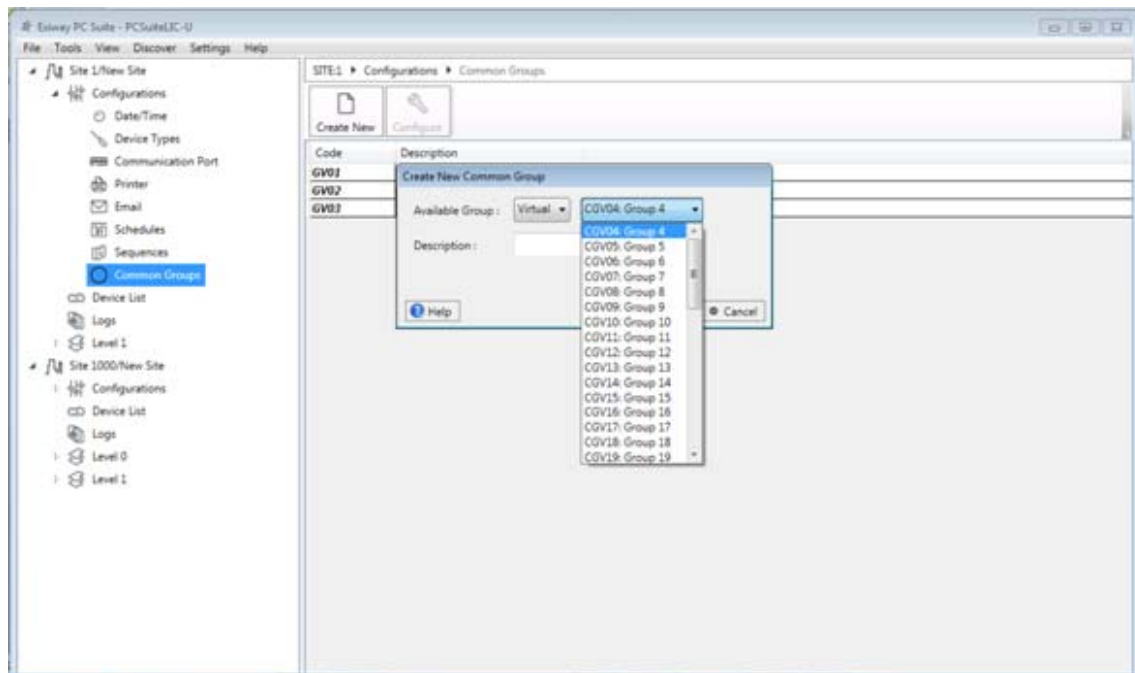 Exiway PC Suite - PCSuiteLIC-U
File Tools View Discover Settings Help
Site 1/New Site
Configurations
Date/Time
Device Types
Communication Port
Printer
Email
Schedules
Sequences
Common Groups
Device List
Logs
Level 1
Site 1000/New Site
Configurations
Device List
Logs
Level 0
Level 1
SITE:1 Configurations Common Groups
Create New Configure
Code Description
GV01
GV02
GV03
Create New Common Group
Available Group : Virtual CGV04: Group 4
Description :
Help Cancel
CGV04: Group 4
CGV05: Group 5
CGV06: Group 6
CGV07: Group 7
CGV08: Group 8
CGV09: Group 9
CGV10: Group 10
CGV11: Group 11
CGV12: Group 12
CGV13: Group 13
CGV14: Group 14
CGV15: Group 15
CGV16: Group 16
CGV17: Group 17
CGV18: Group 18
CGV19: Group 19